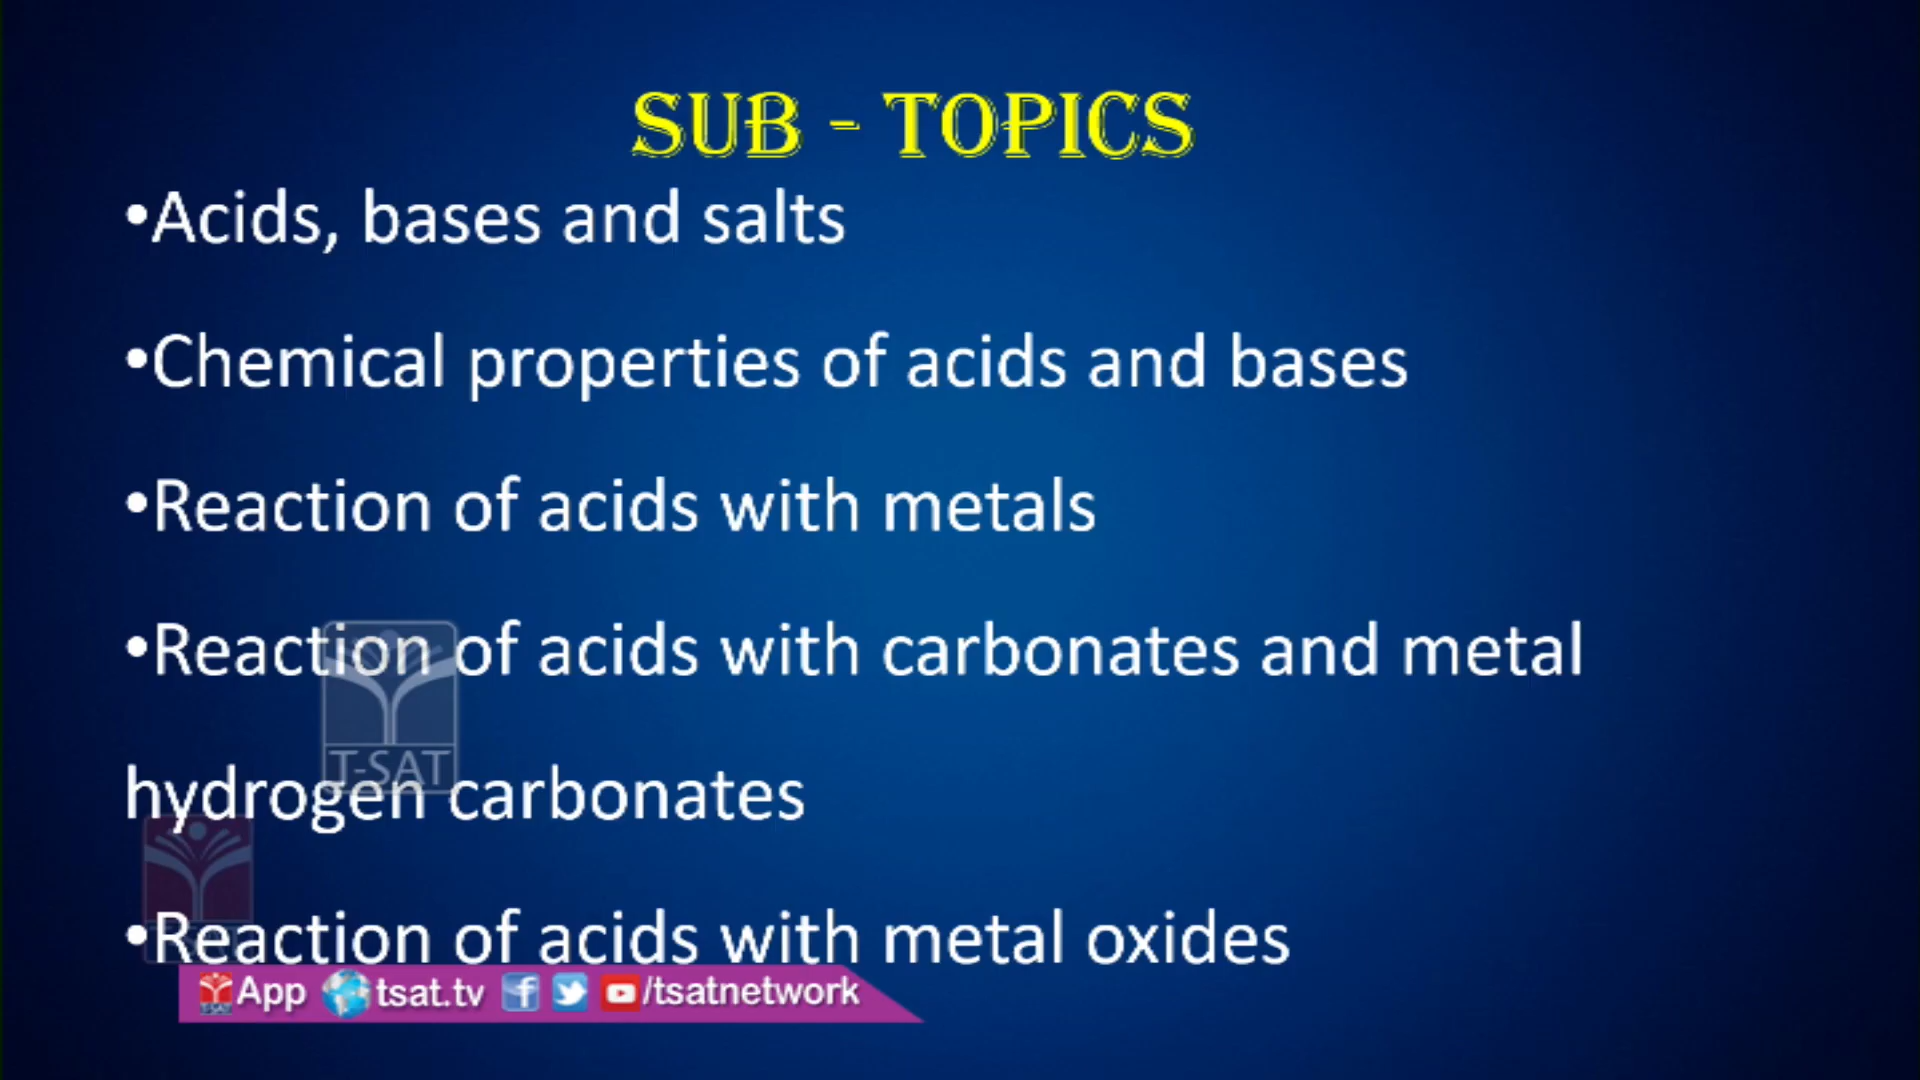 SUB - TOPICS
•Acids, bases and salts
•Chemical properties of acids and bases
•Reaction of acids with metals
•Reaction of acids with carbonates and metal
hydrogen carbonates
•Reaction of acids with metal oxides
T-SAT
App tsat.tv /tsatnetwork